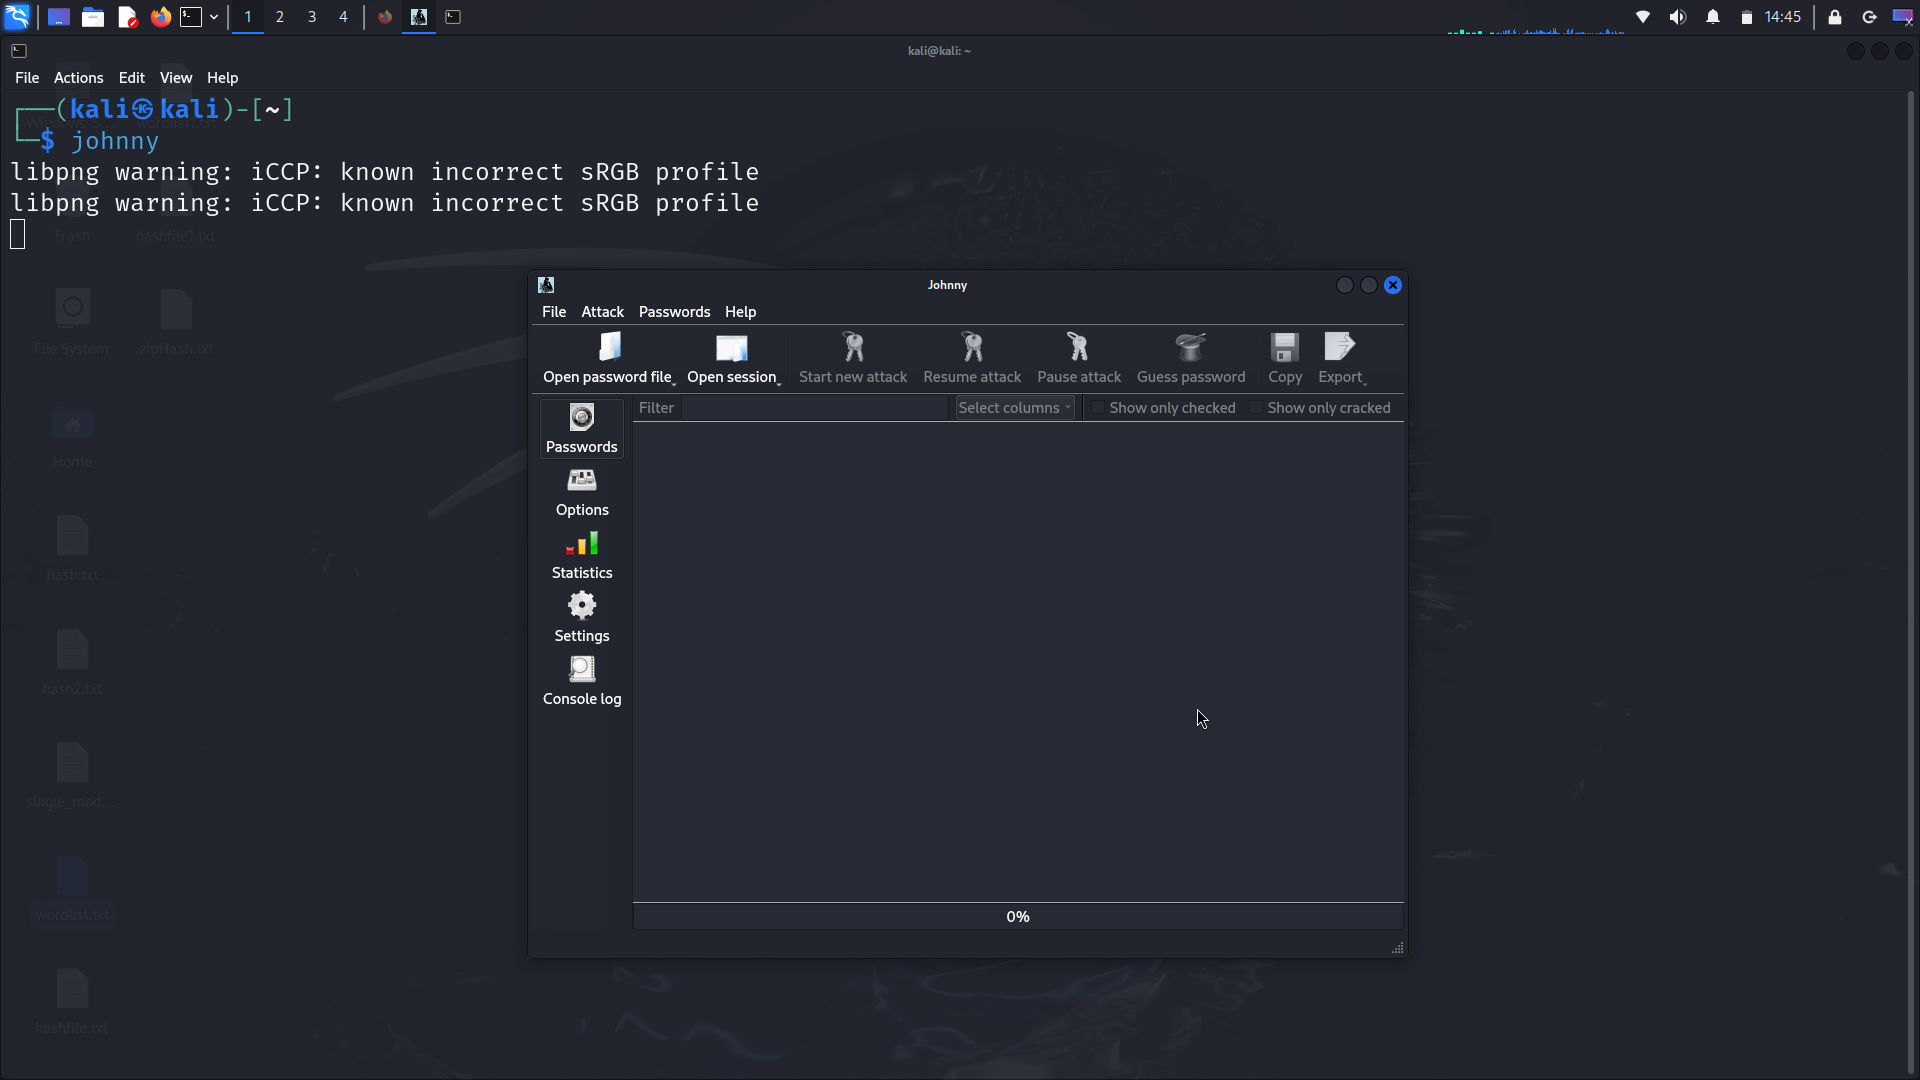 1 2 3 4 14:45
kali@kali: ~
File Actions Edit View Help
┌──(kali㉿kali)-[~]
└─$ johnny
libpng warning: iCCP: known incorrect sRGB profile
libpng warning: iCCP: known incorrect sRGB profile
Trash hashfile1.txt
File System zipHash.txt
Home
hash.txt
hash2.txt
single_mod...
wordlist.txt
hashfile.txt
Johnny
File Attack Passwords Help
Open password file Open session Start new attack Resume attack Pause attack Guess password Copy Export
Filter Select columns Show only checked Show only cracked
Passwords
Options
Statistics
Settings
Console log
0%